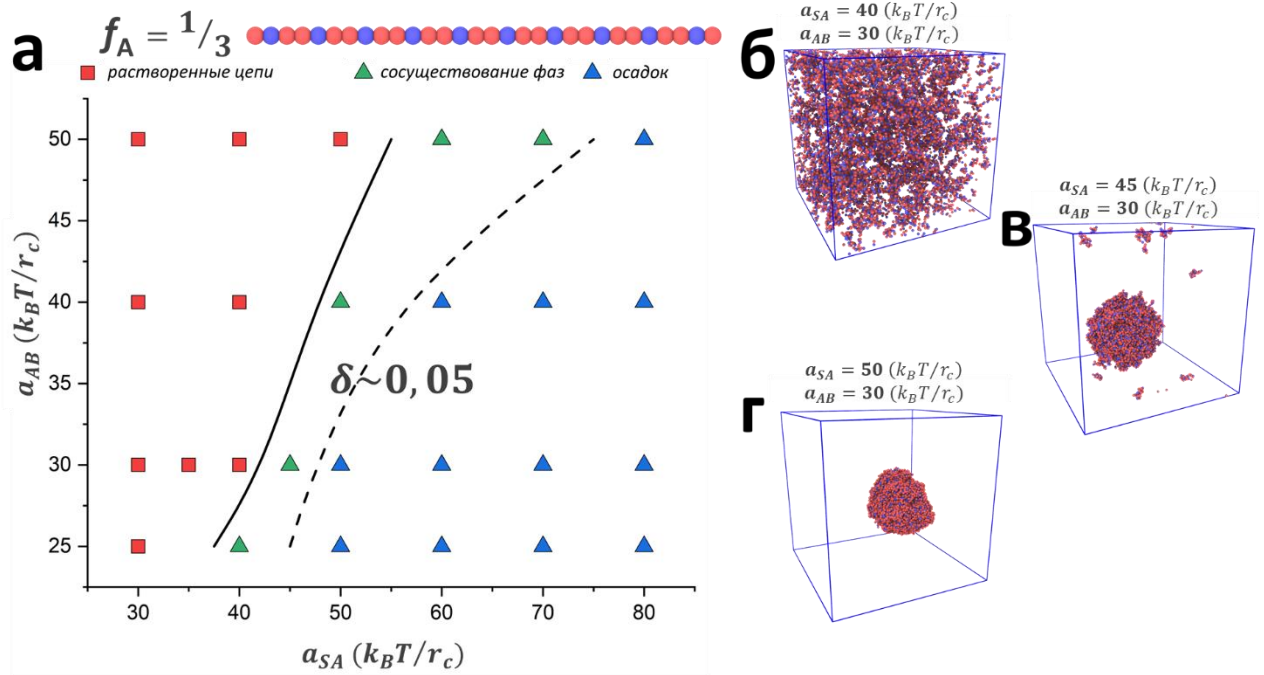 а
f_A = 1/3
растворенные цепи
сосуществование фаз
осадок
50
45
40
35
30
25
a_AB (k_BT/r_c)
δ~0,05
30
40
50
60
70
80
a_SA (k_BT/r_c)
б
a_SA = 40 (k_BT/r_c)
a_AB = 30 (k_BT/r_c)
в
a_SA = 45 (k_BT/r_c)
a_AB = 30 (k_BT/r_c)
г
a_SA = 50 (k_BT/r_c)
a_AB = 30 (k_BT/r_c)